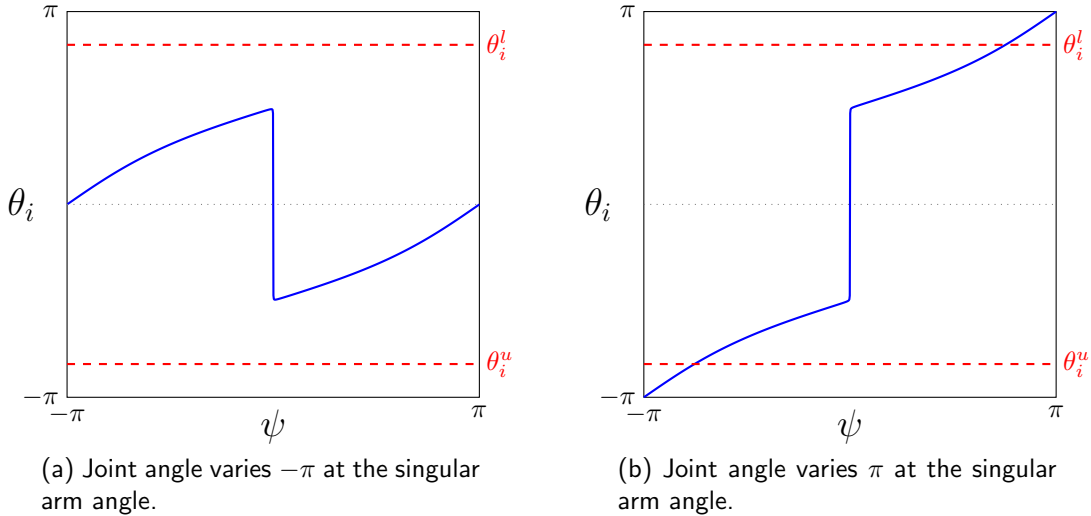 π
θ_i^l
θ_i
θ_i^u
−π
−π
π
ψ
(a) Joint angle varies −π at the singular
arm angle.
π
θ_i^l
θ_i
θ_i^u
−π
−π
π
ψ
(b) Joint angle varies π at the singular
arm angle.